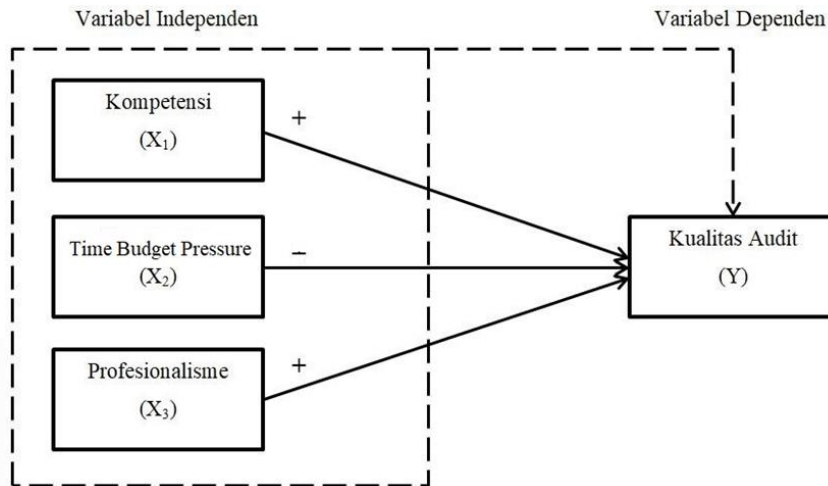 Variabel Independen
Variabel Dependen
Kompetensi
(X₁)
+
Time Budget Pressure
(X₂)
–
Kualitas Audit
(Y)
Profesionalisme
(X₃)
+